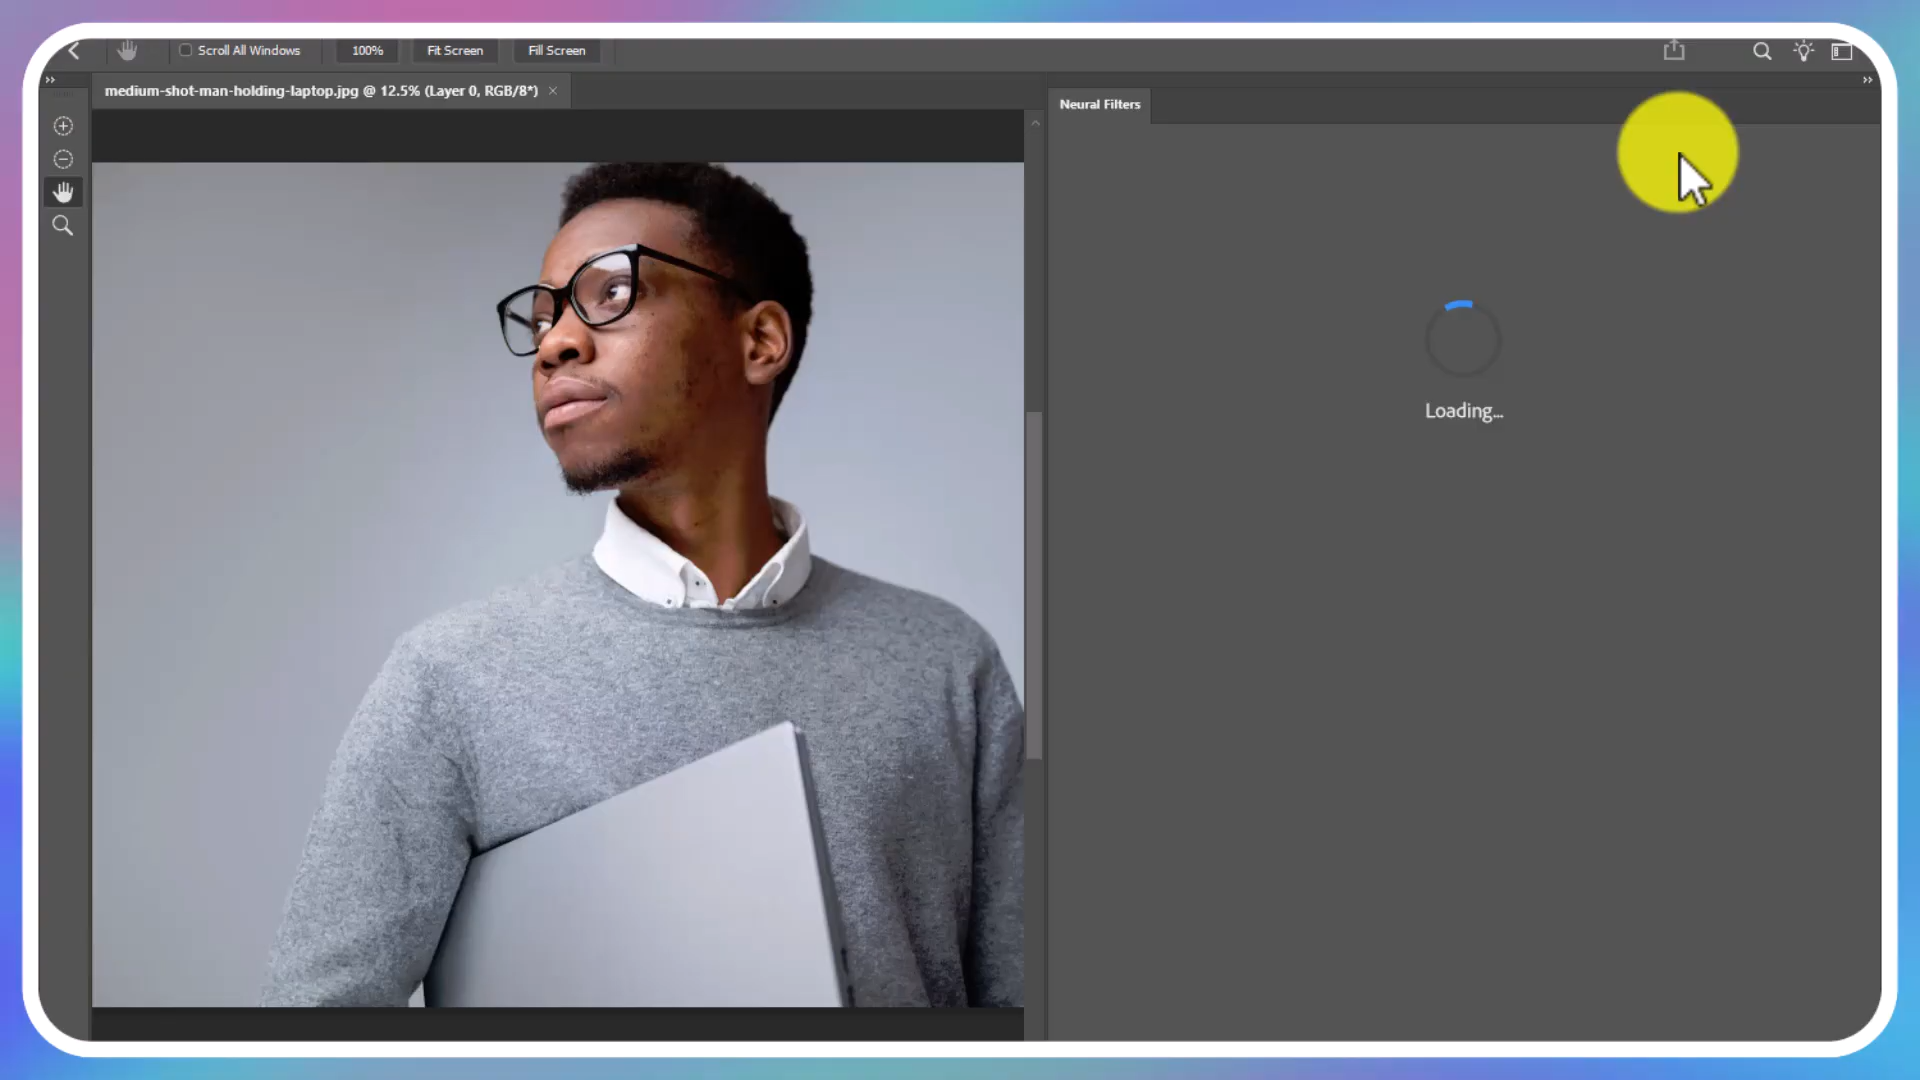 Scroll All Windows
100%
Fit Screen
Fill Screen
medium-shot-man-holding-laptop.jpg @ 12.5% (Layer 0, RGB/8*)
Neural Filters
Loading...